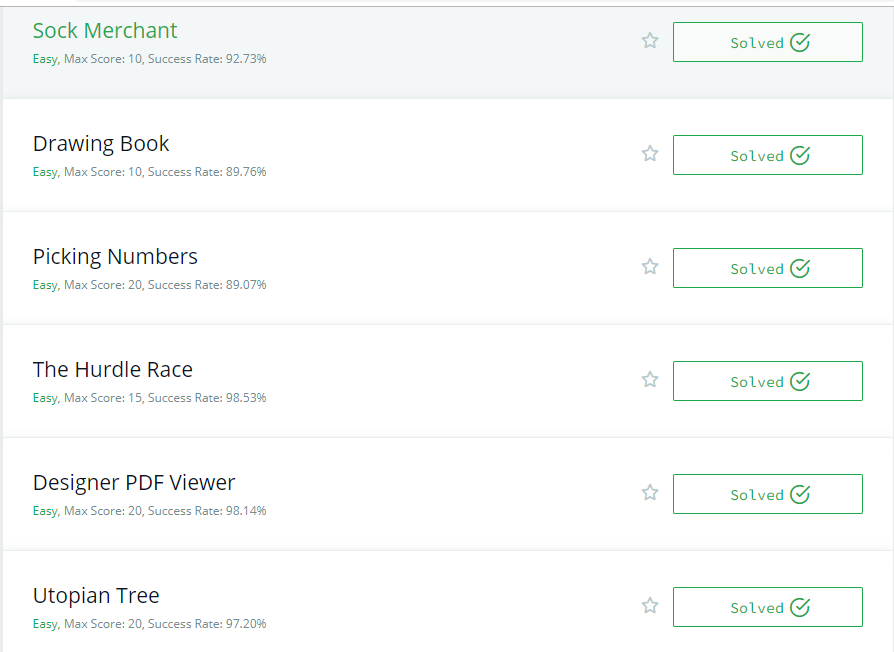 Sock Merchant
Solved
Easy, Max Score: 10, Success Rate: 92.73%
Drawing Book
Solved
Easy, Max Score: 10, Success Rate: 89.76%
Picking Numbers
Solved
Easy, Max Score: 20, Success Rate: 89.07%
The Hurdle Race
Solved
Easy, Max Score: 15, Success Rate: 98.53%
Designer PDF Viewer
Solved
Easy, Max Score: 20, Success Rate: 98.14%
Utopian Tree
Solved
Easy, Max Score: 20, Success Rate: 97.20%